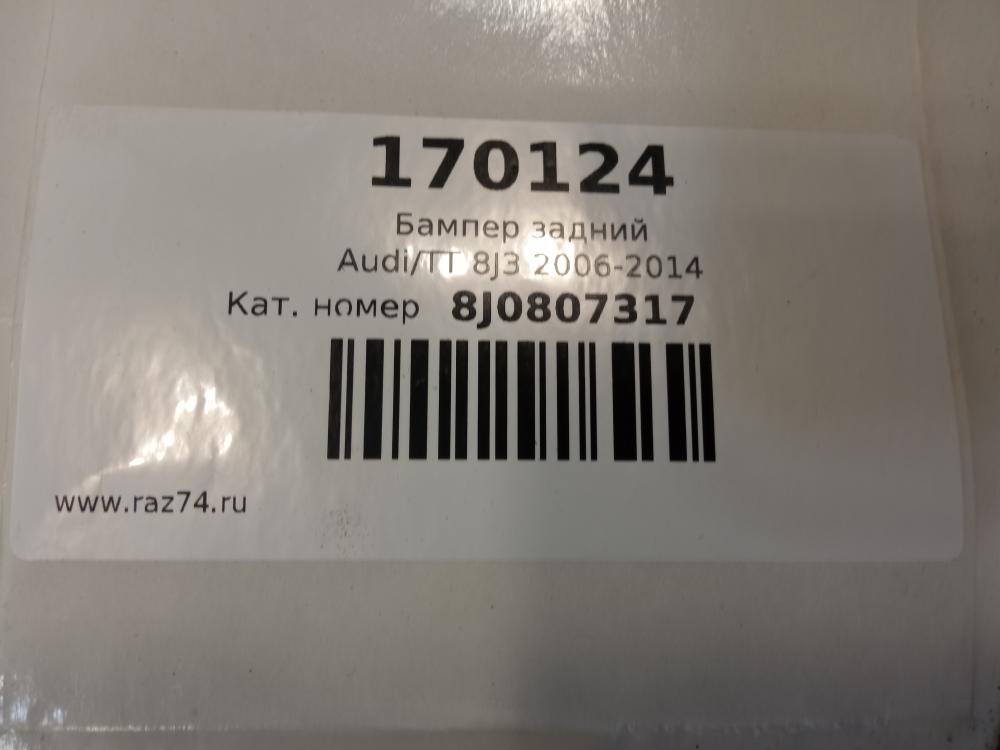 170124
Бампер задний
Audi/TT 8J3 2006-2014
Кат. номер 8J0807317
www.raz74.ru